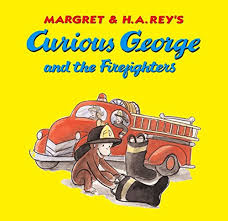 MARGRET & H.A.REY'S
Curious George
and the Firefighters